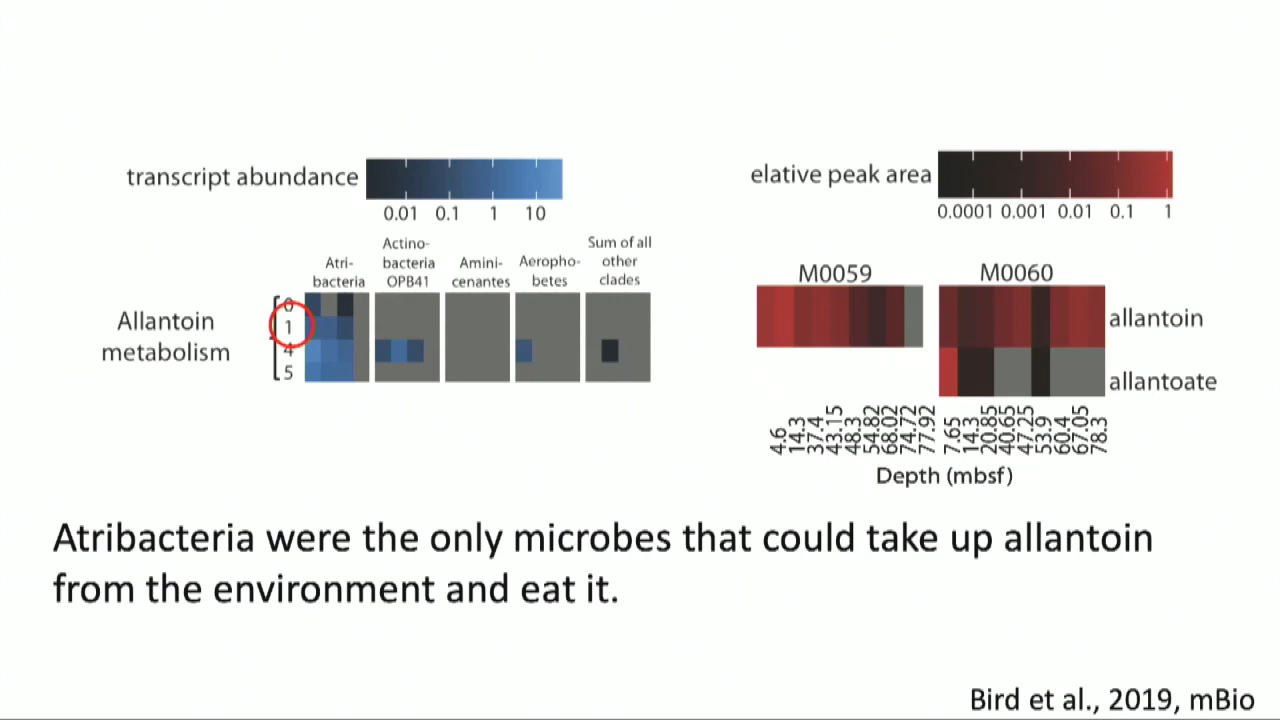 transcript abundance
0.01 0.1 1 10
elative peak area
0.0001 0.001 0.01 0.1 1
Atri-
bacteria
Actino-
bacteria
OPB41
Amini-
cenantes
Aeropho-
betes
Sum of all
other
clades
Allantoin
metabolism
0
1
4
5
M0059
M0060
allantoin
allantoate
4.6
14.3
37.4
43.15
48.3
54.82
68.02
74.72
77.92
7.65
14.3
20.85
40.65
47.25
53.9
60.4
67.05
78.3
Depth (mbsf)
Atribacteria were the only microbes that could take up allantoin
from the environment and eat it.
Bird et al., 2019, mBio